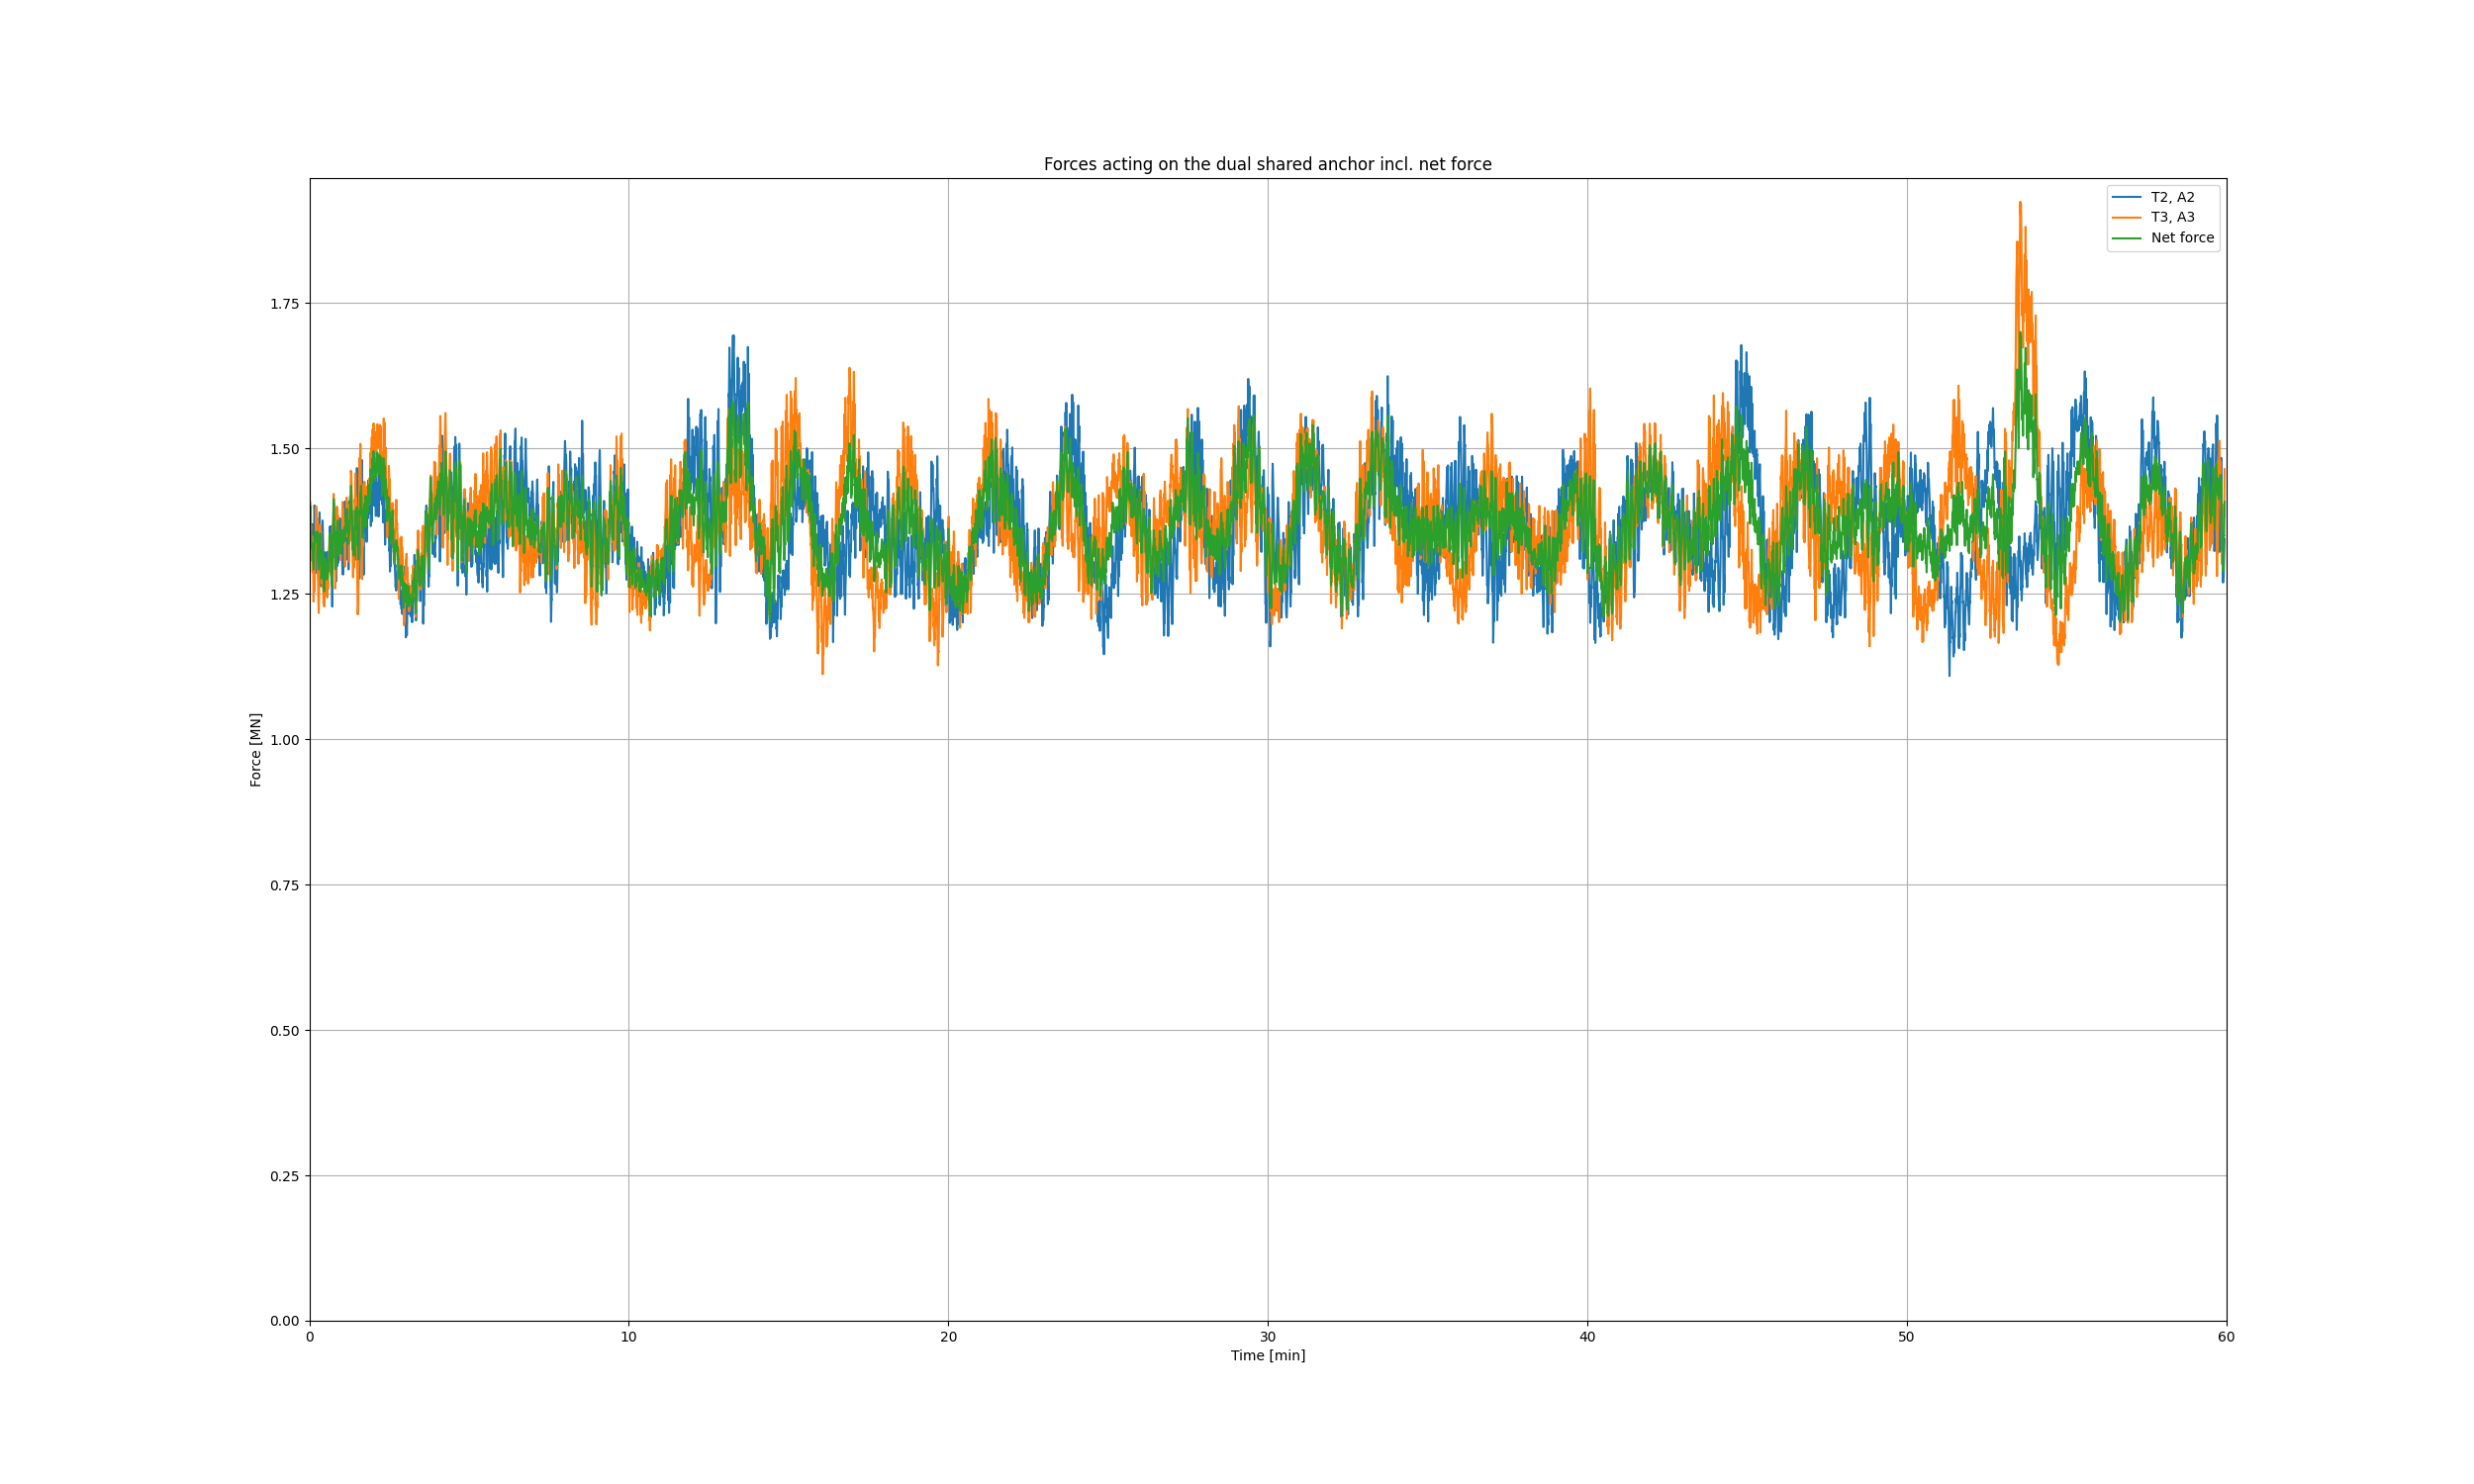 Forces acting on the dual shared anchor incl. net force
T2, A2
T3, A3
Net force
1.75
1.50
1.25
1.00
0.75
0.50
0.25
0.00
Force [MN]
0 10 20 30 40 50 60
Time [min]